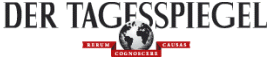 DER TAGESSPIEGEL
RERUM CAUSAS
COGNOSCERE